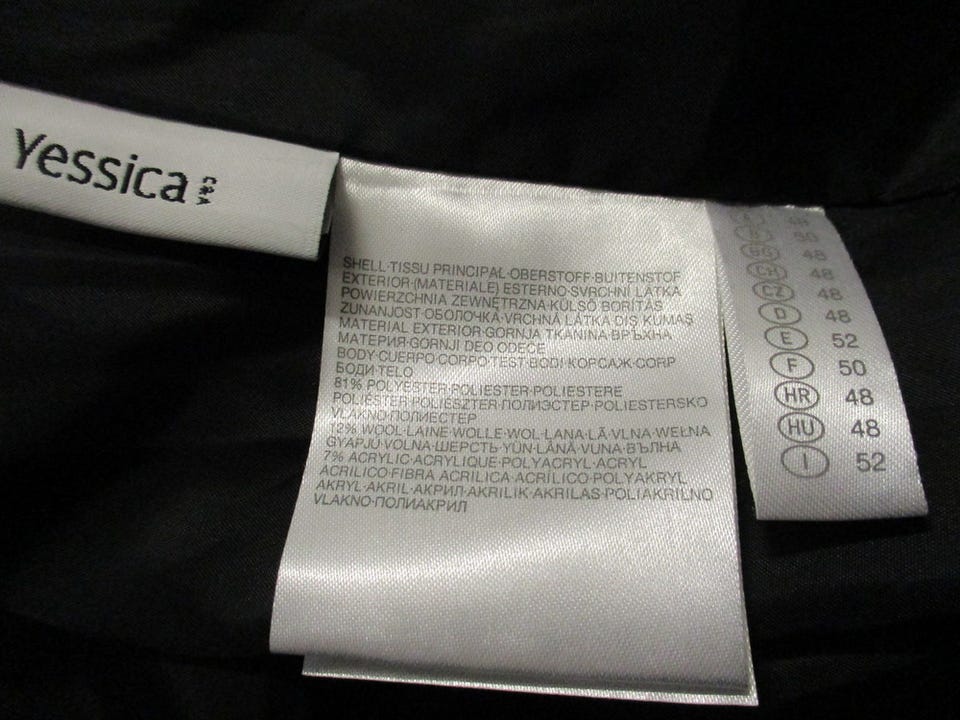 Yessica C&A
SHELL·TISSU PRINCIPAL·OBERSTOFF·BUITENSTOF
EXTERIOR·(MATERIALE) ESTERNO·SVRCHNÍ LÁTKA
POWIERZCHNIA ZEWNĘTRZNA·KÜLSŐ BORÍTÁS
ZUNANJOST·ОБОЛОЧКА·VRCHNÁ LÁTKA·DIŞ KUMAŞ
MATERIAL EXTERIOR·GORNJA TKANINA·ВРЪХНА
МАТЕРИЯ·GORNJI DEO ODEĆE
BODY·CUERPO·CORPO·TEST·BODI·КОРСАЖ·CORP
БОДИ·TELO
81% POLYESTER·POLIESTER·POLIESTERE
POLIÉSTER·POLIÉSZTER·ПОЛИЭСТЕР·POLIESTERSKO
VLAKNO·ПОЛИЕСТЕР
12% WOOL·LAINE·WOLLE·WOL·LANA·LÃ·VLNA·WEŁNA
GYAPJÚ·VOLNA·ШЕРСТЬ·YÜN·LÂNĂ·VUNA·ВЪЛНА
7% ACRYLIC·ACRYLIQUE·POLYACRYL·ACRYL
ACRILICO·FIBRA ACRILICA·ACRÍLICO·POLYAKRYL
AKRYL·AKRIL·АКРИЛ·AKRILIK·AKRILAS·POLIAKRILNO
VLAKNO·ПОЛИАКРИЛ
48
50
48
48
CZ 48
D 48
E 52
F 50
HR 48
HU 48
I 52